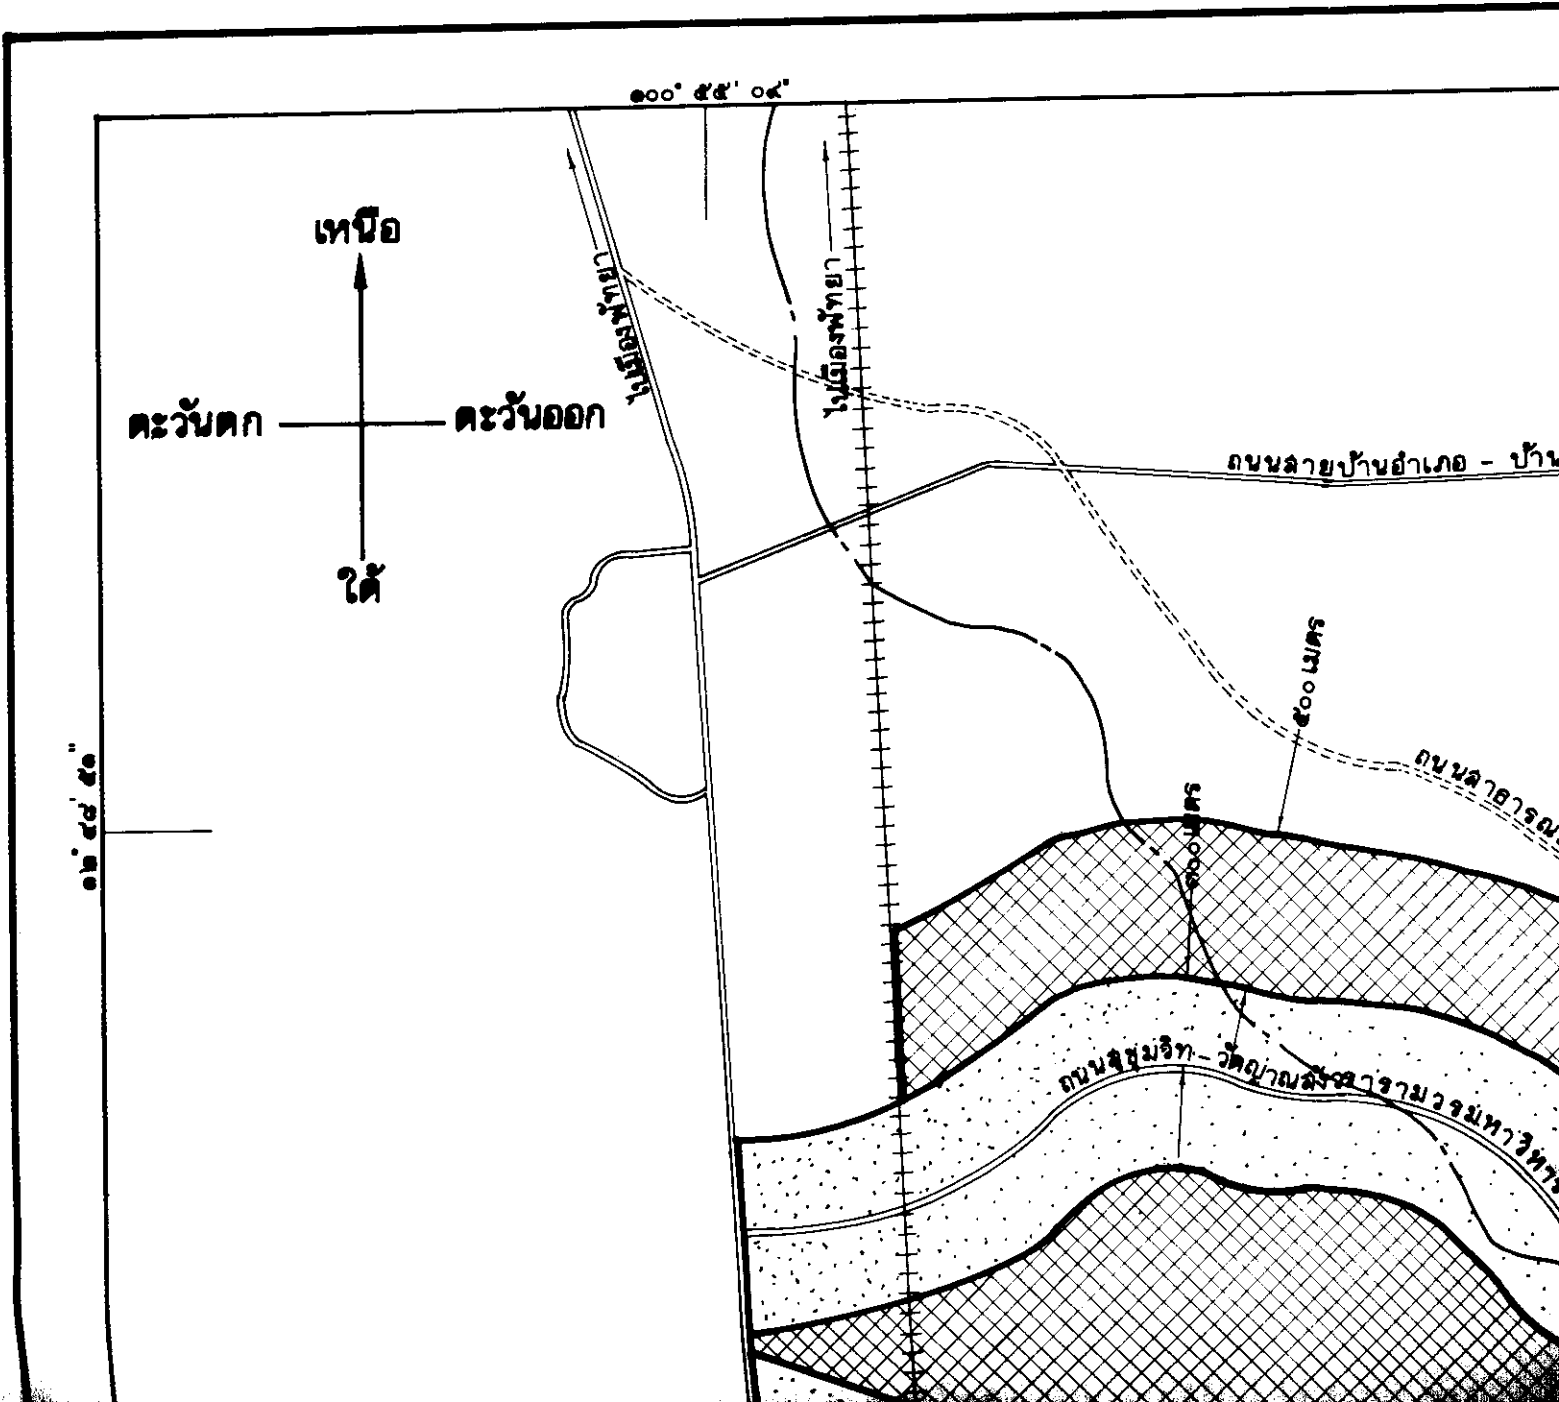 ๑๐๐° ๕๕' ๐๙"
เหนือ
ไปเมืองพัทยา
ไปเมืองพัทยา
ตะวันตก
ตะวันออก
ถนนสายบ้านอำเภอ - บ้าน
ใต้
๕๐๐ เมตร
ถนนสาธารณ
๑๒° ๔๘' ๕๑"
เมตร
ถนนสุขุมวิท - วัดญาณสังวรารามวรมหาวิหาร